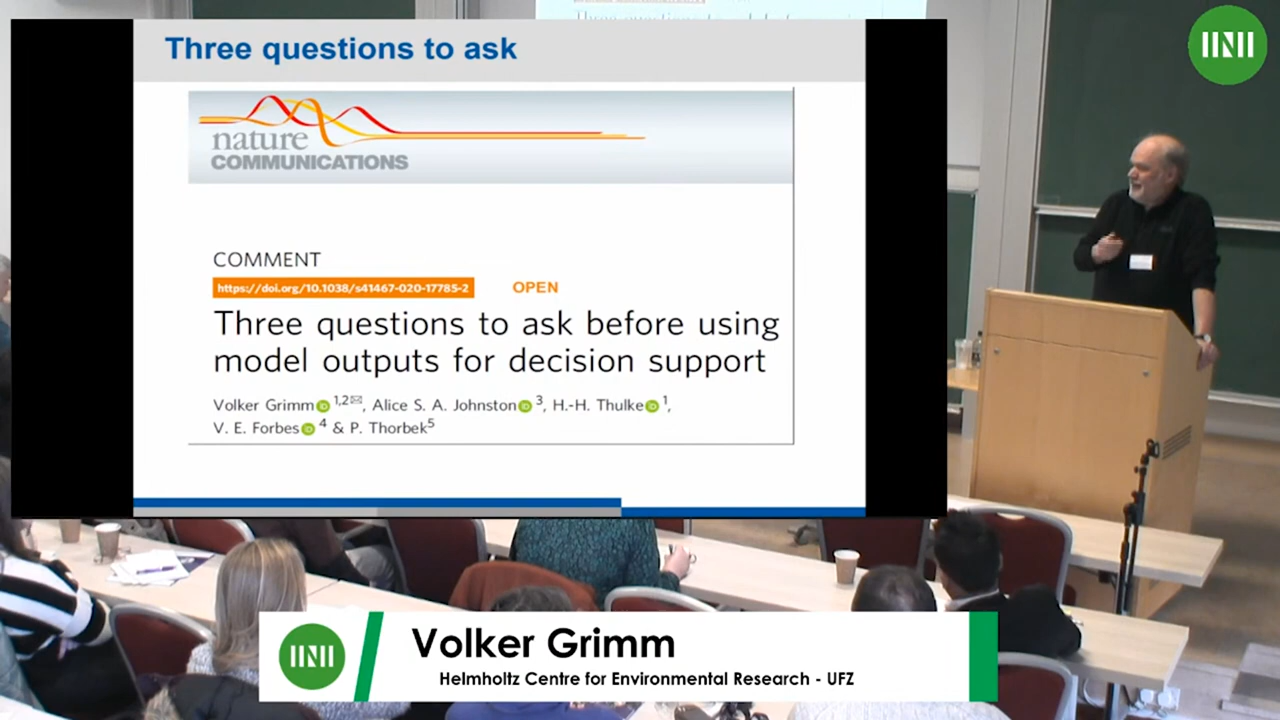 Three questions to ask
nature
COMMUNICATIONS
COMMENT
https://doi.org/10.1038/s41467-020-17785-2 OPEN
Three questions to ask before using
model outputs for decision support
Volker Grimm 1,2✉, Alice S. A. Johnston 3, H.-H. Thulke 1,
V. E. Forbes 4 & P. Thorbek5
Volker Grimm
Helmholtz Centre for Environmental Research - UFZ